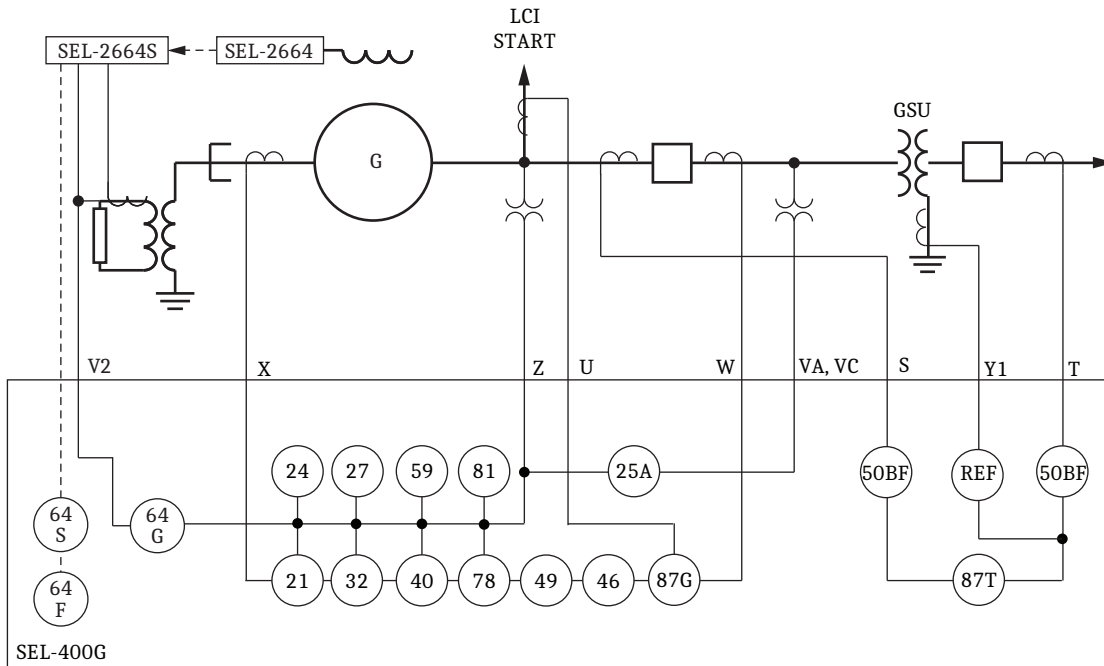 LCI
START
SEL-2664S
SEL-2664
GSU
G
V2
X
Z
U
W
VA, VC
S
Y1
T
24
27
59
81
25A
50BF
REF
50BF
64
S
64
G
21
32
40
78
49
46
87G
87T
64
F
SEL-400G